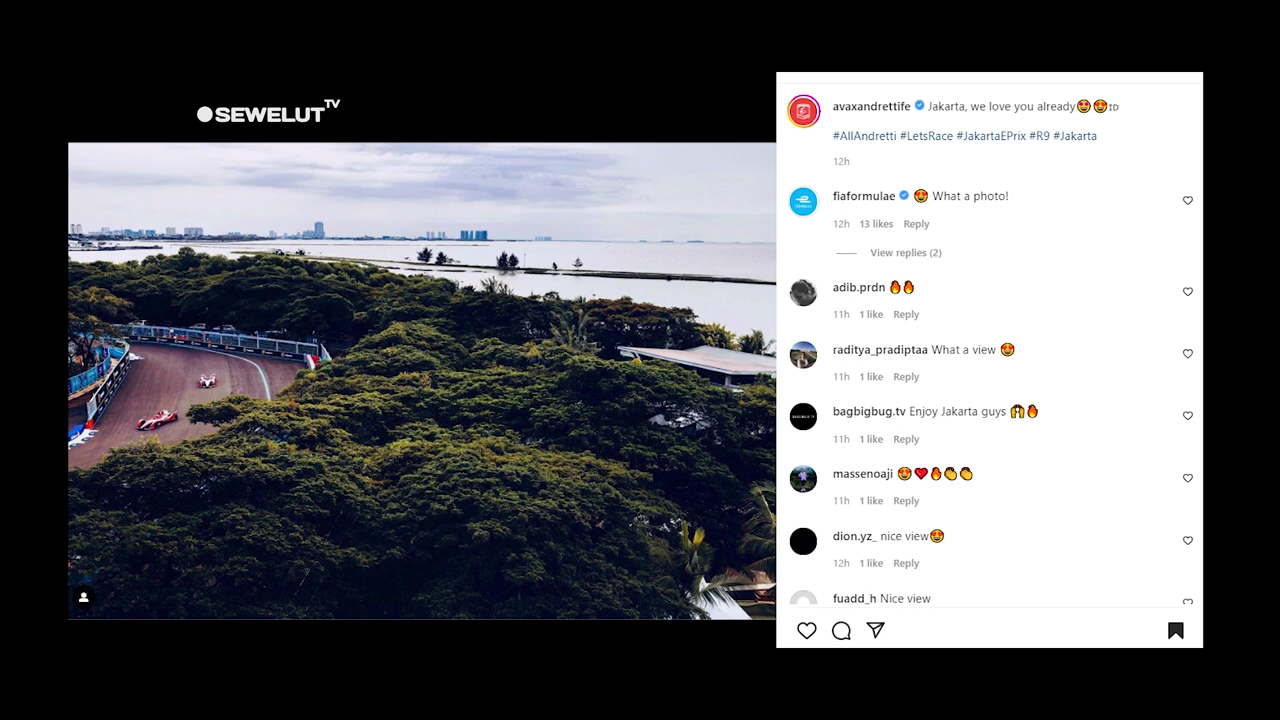 SEWELUT TV
avaxandrettife Jakarta, we love you already😍😍ID
#AllAndretti #LetsRace #JakartaEPrix #R9 #Jakarta
12h
fiaformulae 😍 What a photo!
12h 13 likes Reply
View replies (2)
adib.prdn 🔥🔥
11h 1 like Reply
raditya_pradiptaa What a view 😍
11h 1 like Reply
bagbigbug.tv Enjoy Jakarta guys 🙌🔥
11h 1 like Reply
massenoaji 😍❤️🔥👏👏
11h 1 like Reply
dion.yz_ nice view😍
12h 1 like Reply
fuadd_h Nice view